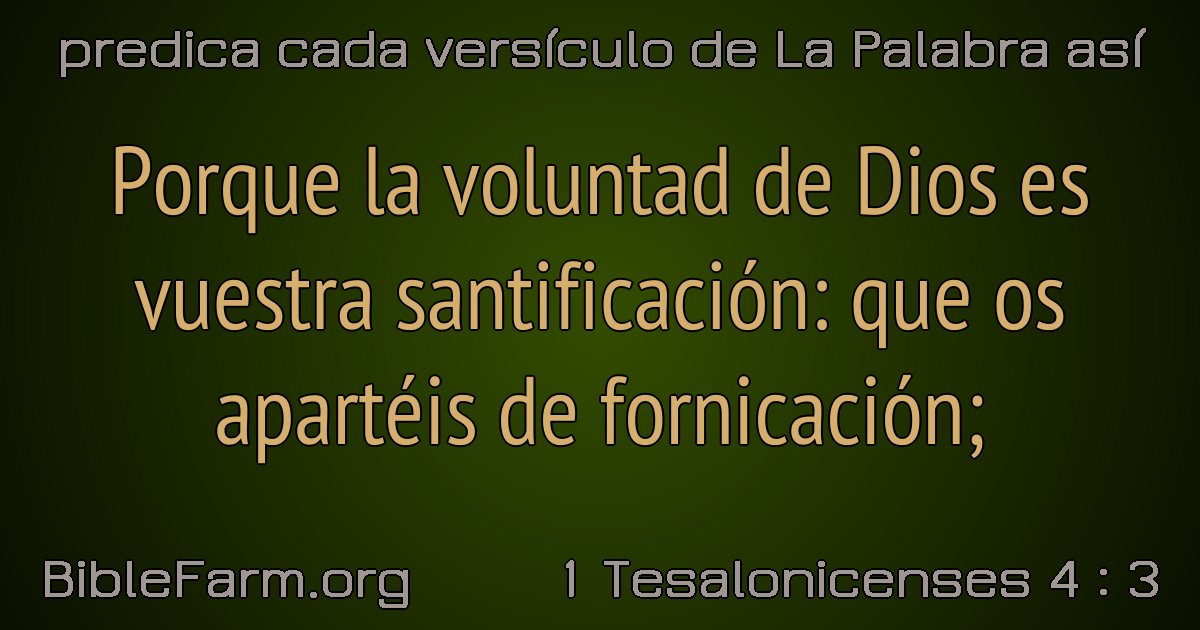 predica cada versículo de La Palabra así
Porque la voluntad de Dios es
vuestra santificación: que os
apartéis de fornicación;
BibleFarm.org
1 Tesalonicenses 4 : 3